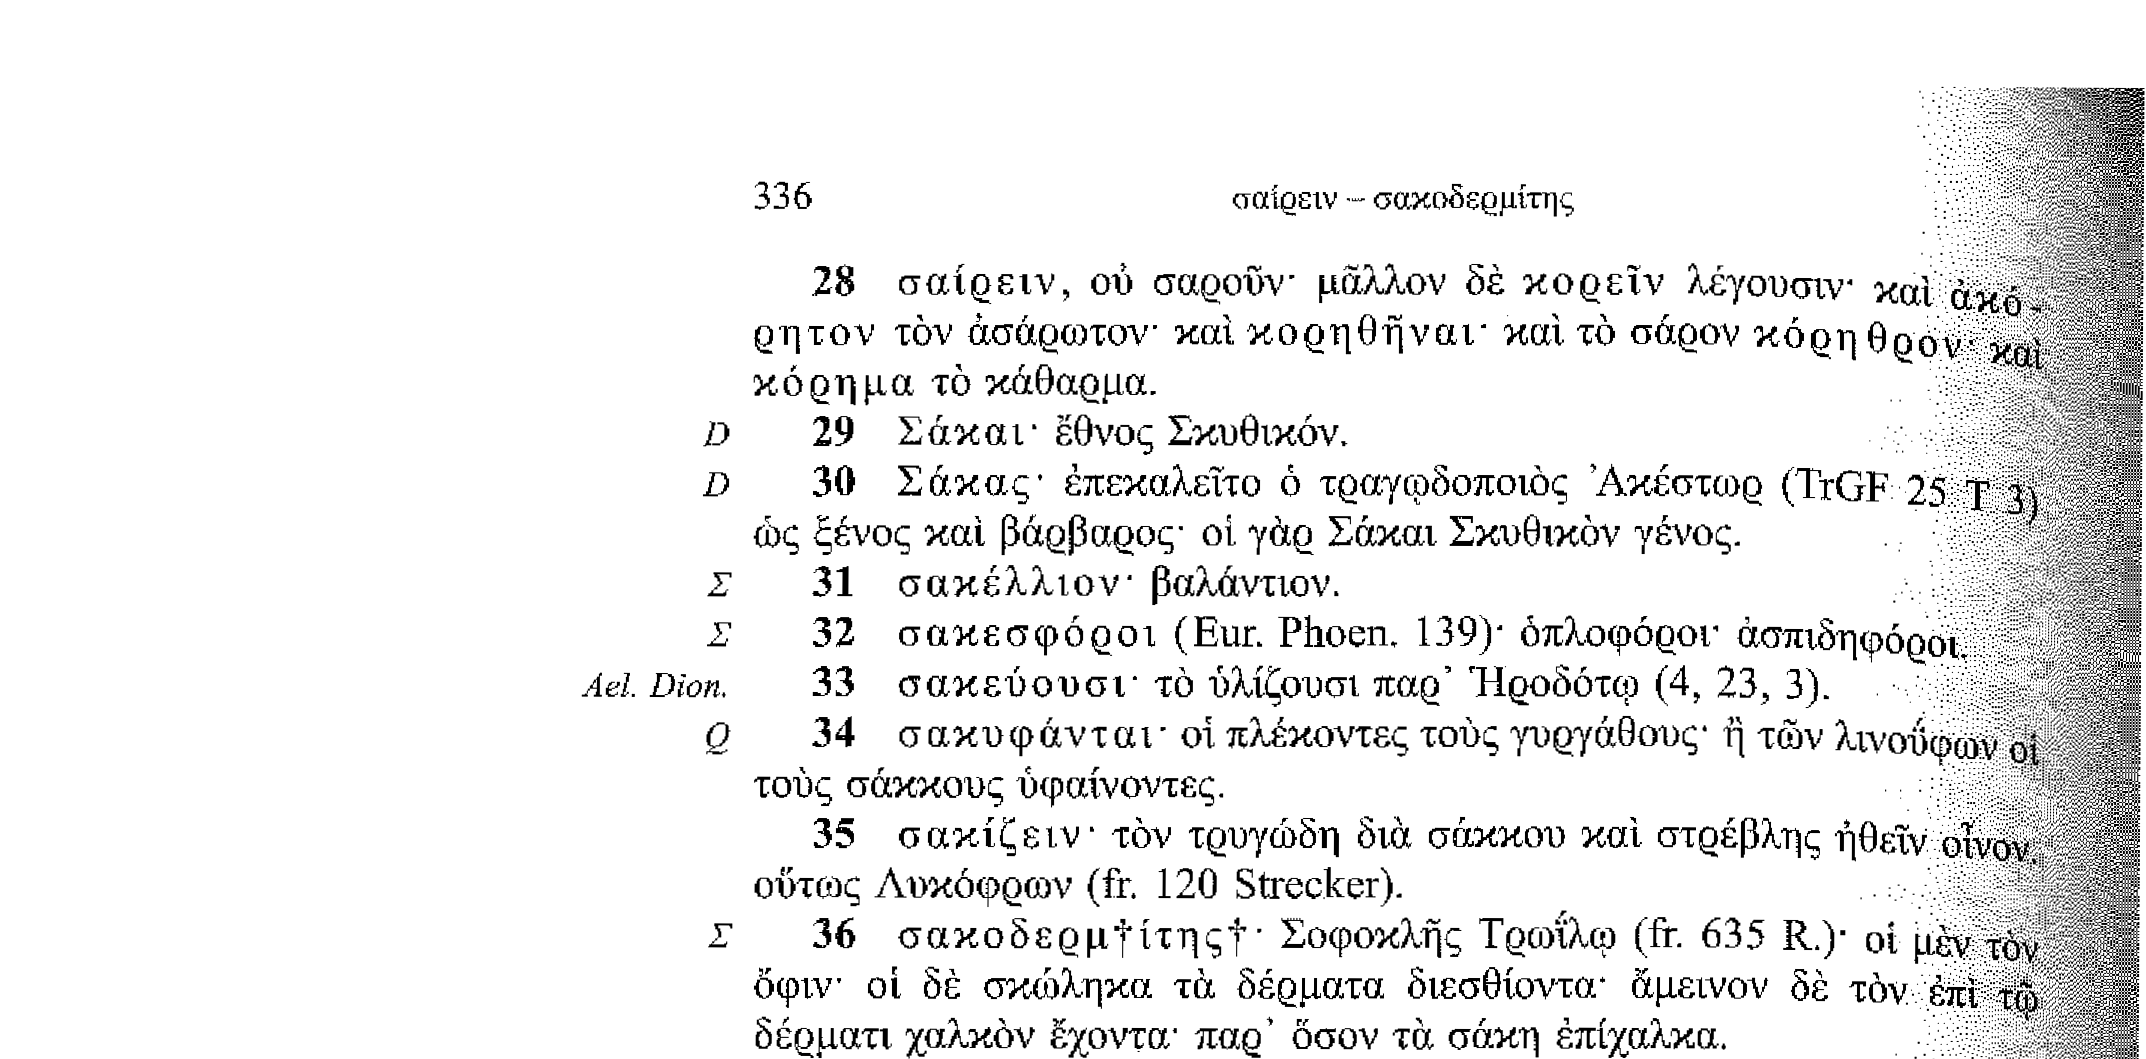 336 σαίρειν – σακοδερμίτης
28 σαίρειν, οὐ σαροῦν· μᾶλλον δὲ κορεῖν λέγουσιν· καὶ ἀκό-
ρητον τὸν ἀσάρωτον· καὶ κορηθῆναι· καὶ τὸ σάρον κόρηθρον· καὶ
κόρημα τὸ κάθαρμα.
D 29 Σάκαι· ἔθνος Σκυθικόν.
D 30 Σάκας· ἐπεκαλεῖτο ὁ τραγῳδοποιὸς Ἀκέστωρ (TrGF 25 T 3)
ὡς ξένος καὶ βάρβαρος· οἱ γὰρ Σάκαι Σκυθικὸν γένος.
Σ 31 σακέλλιον· βαλάντιον.
Σ 32 σακεσφόροι (Eur. Phoen. 139)· ὁπλοφόροι· ἀσπιδηφόροι.
Ael. Dion. 33 σακεύουσι· τὸ ὑλίζουσι παρ’ Ἡροδότῳ (4, 23, 3).
Q 34 σακυφάνται· οἱ πλέκοντες τοὺς γυργάθους· ἢ τῶν λινοΰφων οἱ
τοὺς σάκκους ὑφαίνοντες.
35 σακίζειν· τὸν τρυγώδη διὰ σάκκου καὶ στρέβλης ἠθεῖν οἶνον.
οὕτως Λυκόφρων (fr. 120 Strecker).
Σ 36 σακοδερμ†ίτης†· Σοφοκλῆς Τρωΐλῳ (fr. 635 R.)· οἱ μὲν τὸν
ὄφιν· οἱ δὲ σκώληκα τὰ δέρματα διεσθίοντα· ἄμεινον δὲ τὸν ἐπὶ τῷ
δέρματι χαλκὸν ἔχοντα· παρ’ ὅσον τὰ σάκη ἐπίχαλκα.